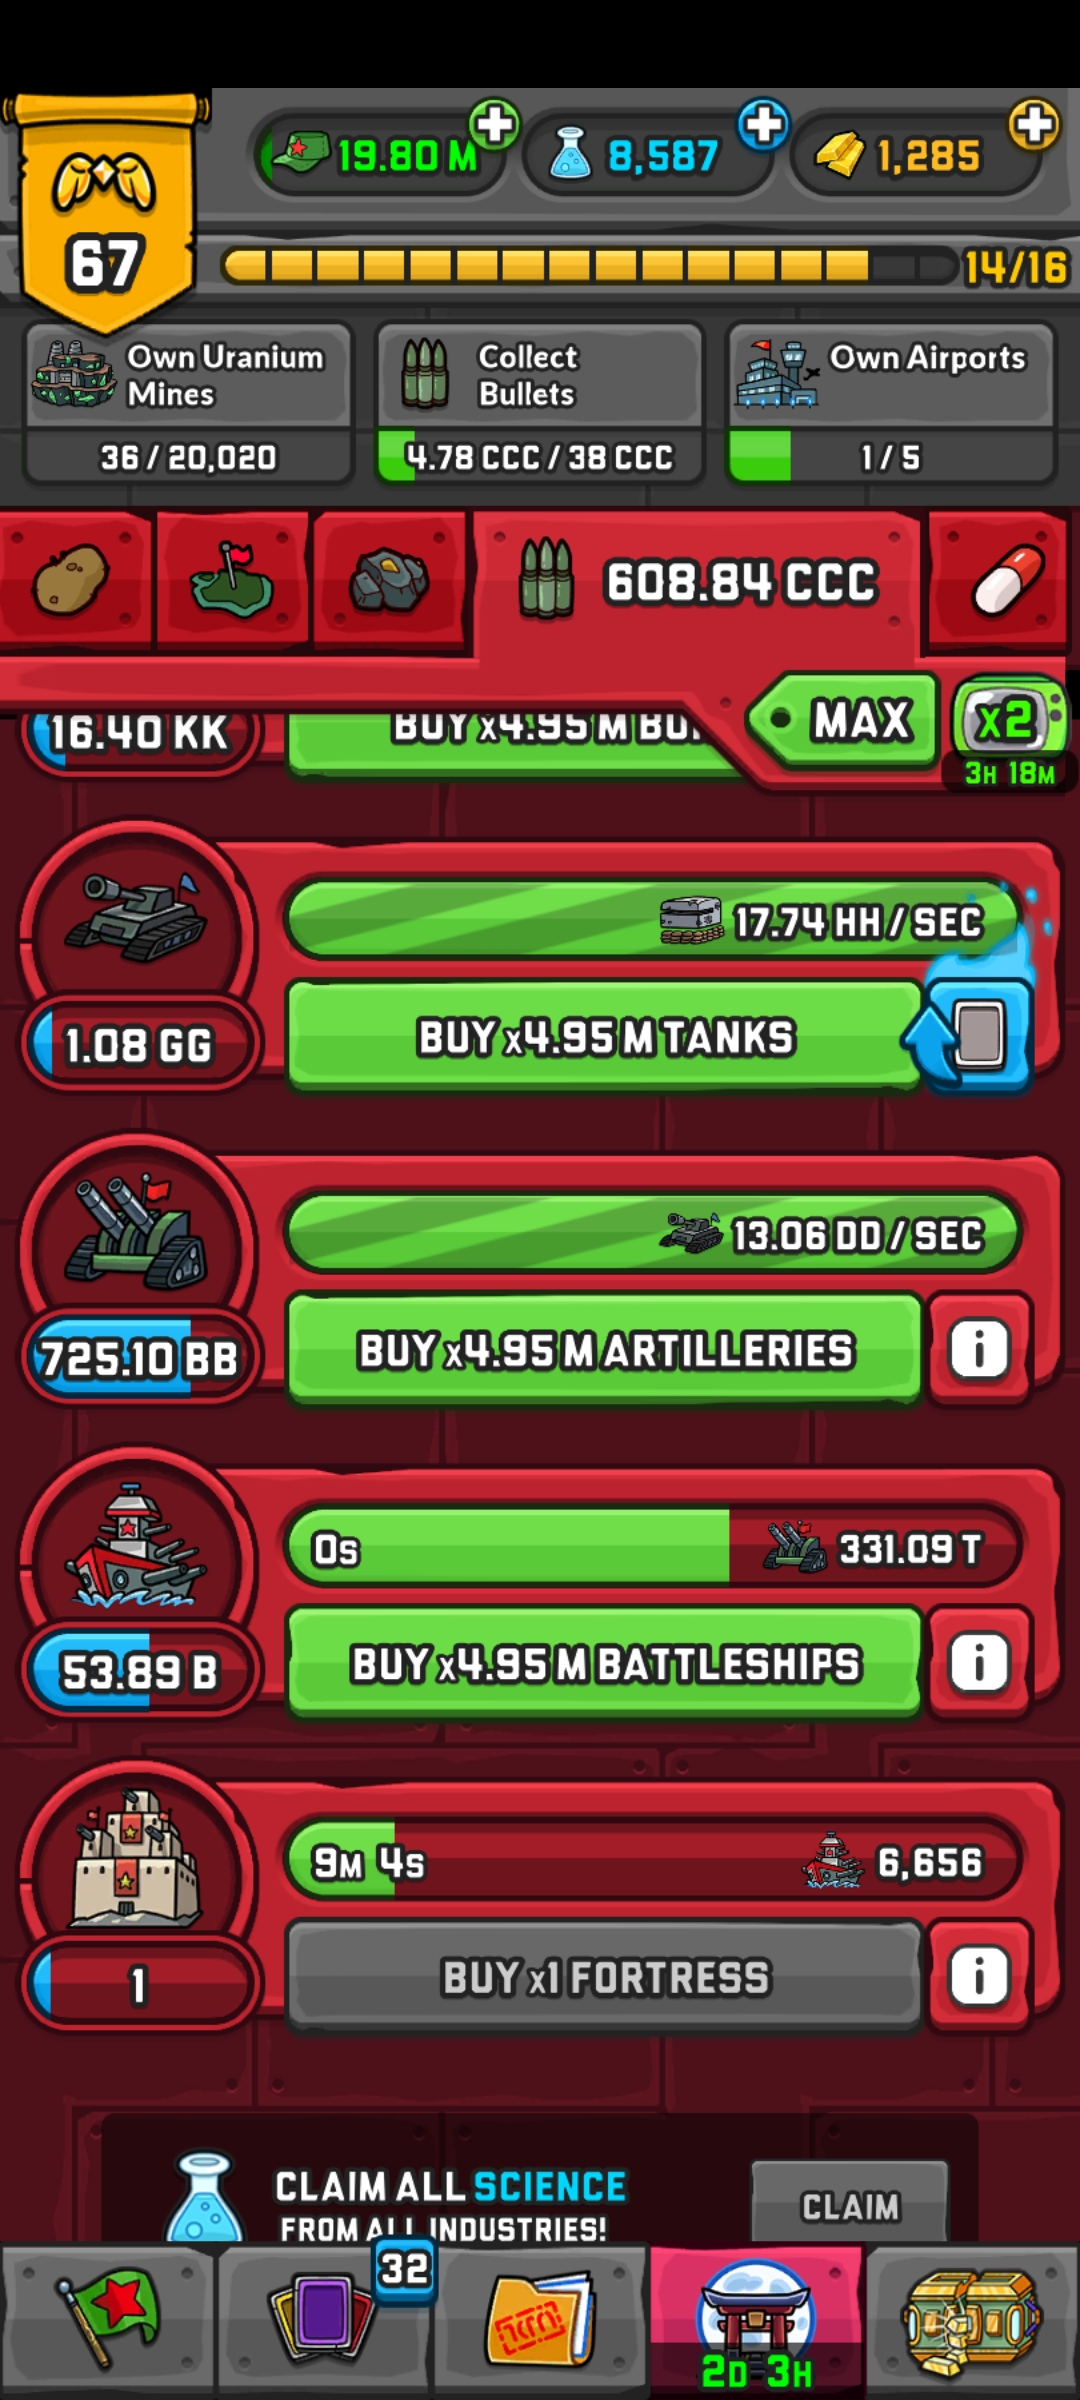 67
19.80 M
8,587
1,285
14/16
Own Uranium
Mines
36 / 20,020
Collect
Bullets
4.78 CCC / 38 CCC
Own Airports
1 / 5
608.84 CCC
MAX
x2
3H 18M
16.40 KK
BUY x4.95 M
17.74 HH / SEC
1.08 GG
BUY x4.95 M TANKS
13.06 DD / SEC
725.10 BB
BUY x4.95 M ARTILLERIES
i
0s
331.09 T
53.89 B
BUY x4.95 M BATTLESHIPS
i
9M 4s
6,656
1
BUY x1 FORTRESS
i
CLAIM ALL SCIENCE
FROM ALL INDUSTRIES!
CLAIM
32
2D 3H